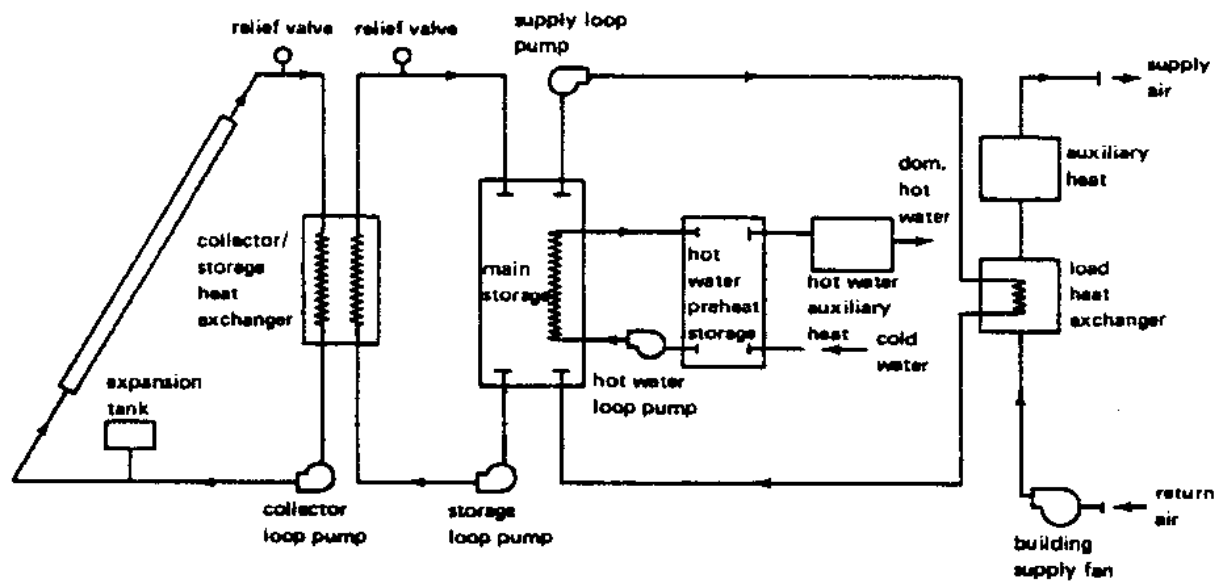 relief valve
relief valve
supply loop
pump
supply
air
auxiliary
heat
dom.
hot
water
collector/
storage
heat
exchanger
main
storage
hot
water
preheat
storage
hot water
auxiliary
heat
load
heat
exchanger
cold
water
expansion
tank
hot water
loop pump
collector
loop pump
storage
loop pump
return
air
building
supply fan